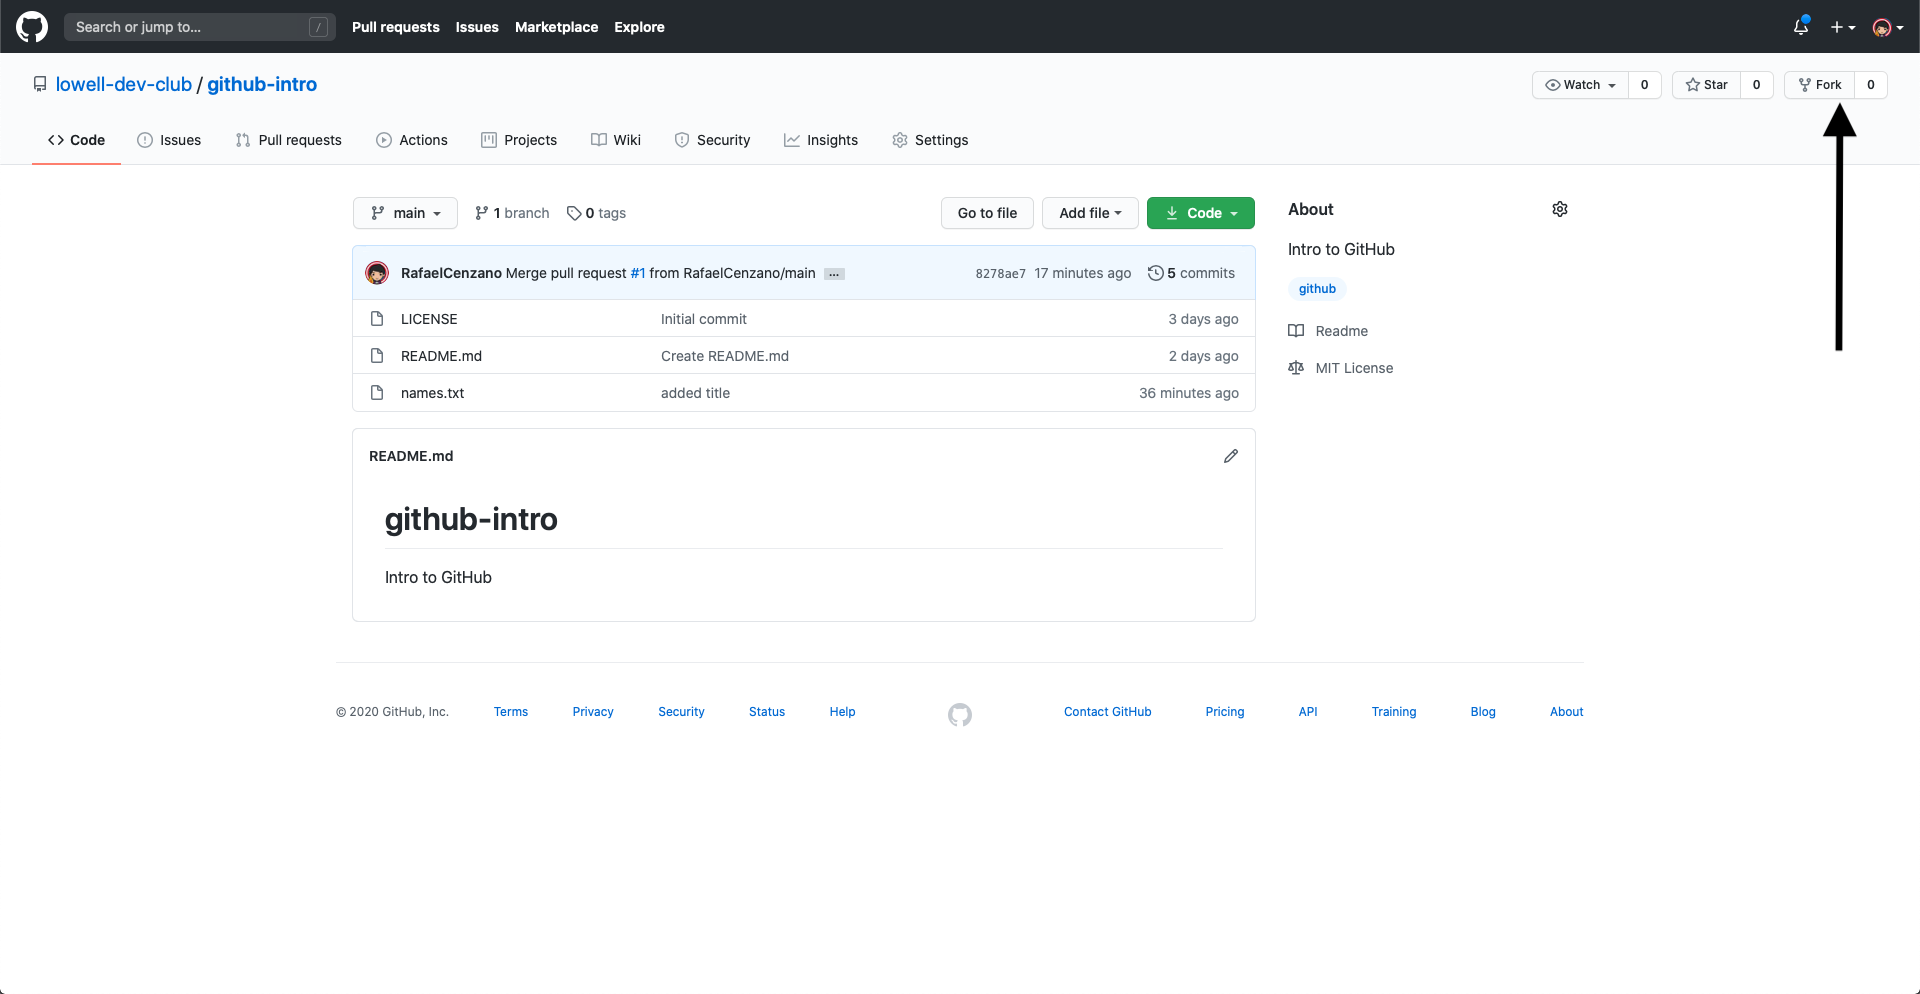 Search or jump to... / Pull requests Issues Marketplace Explore
lowell-dev-club / github-intro Watch 0 Star 0 Fork 0
Code Issues Pull requests Actions Projects Wiki Security Insights Settings
main 1 branch 0 tags Go to file Add file Code
RafaelCenzano Merge pull request #1 from RafaelCenzano/main ... 8278ae7 17 minutes ago 5 commits
LICENSE Initial commit 3 days ago
README.md Create README.md 2 days ago
names.txt added title 36 minutes ago
README.md
github-intro
Intro to GitHub
About
Intro to GitHub
github
Readme
MIT License
© 2020 GitHub, Inc. Terms Privacy Security Status Help Contact GitHub Pricing API Training Blog About